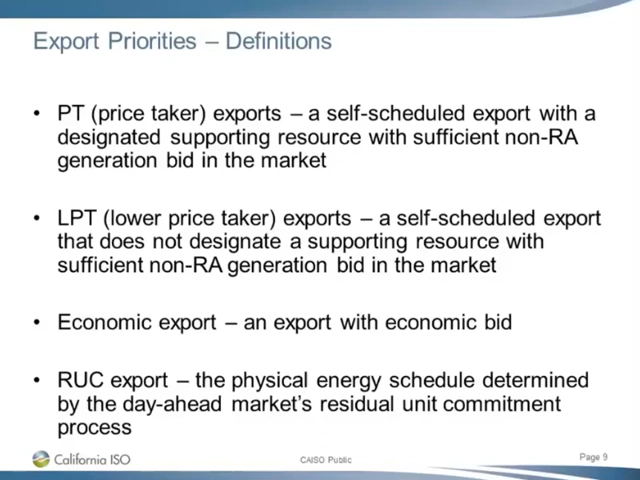 Export Priorities – Definitions
• PT (price taker) exports – a self-scheduled export with a
designated supporting resource with sufficient non-RA
generation bid in the market
• LPT (lower price taker) exports – a self-scheduled export
that does not designate a supporting resource with
sufficient non-RA generation bid in the market
• Economic export – an export with economic bid
• RUC export – the physical energy schedule determined
by the day-ahead market’s residual unit commitment
process
California ISO
CAISO Public
Page 9